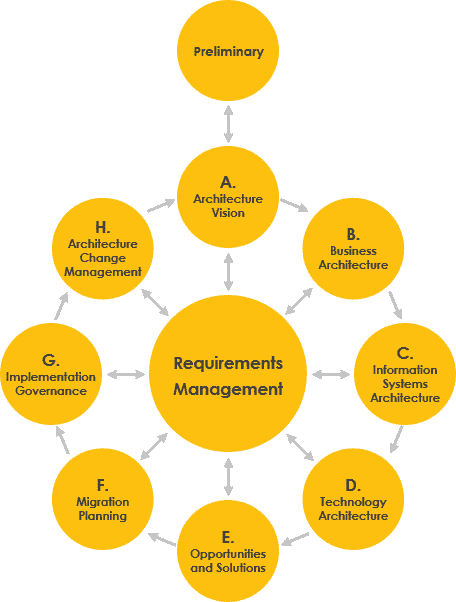 Preliminary
A.
Architecture
Vision
B.
Business
Architecture
C.
Information
Systems
Architecture
D.
Technology
Architecture
E.
Opportunities
and Solutions
F.
Migration
Planning
G.
Implementation
Governance
H.
Architecture
Change
Management
Requirements
Management